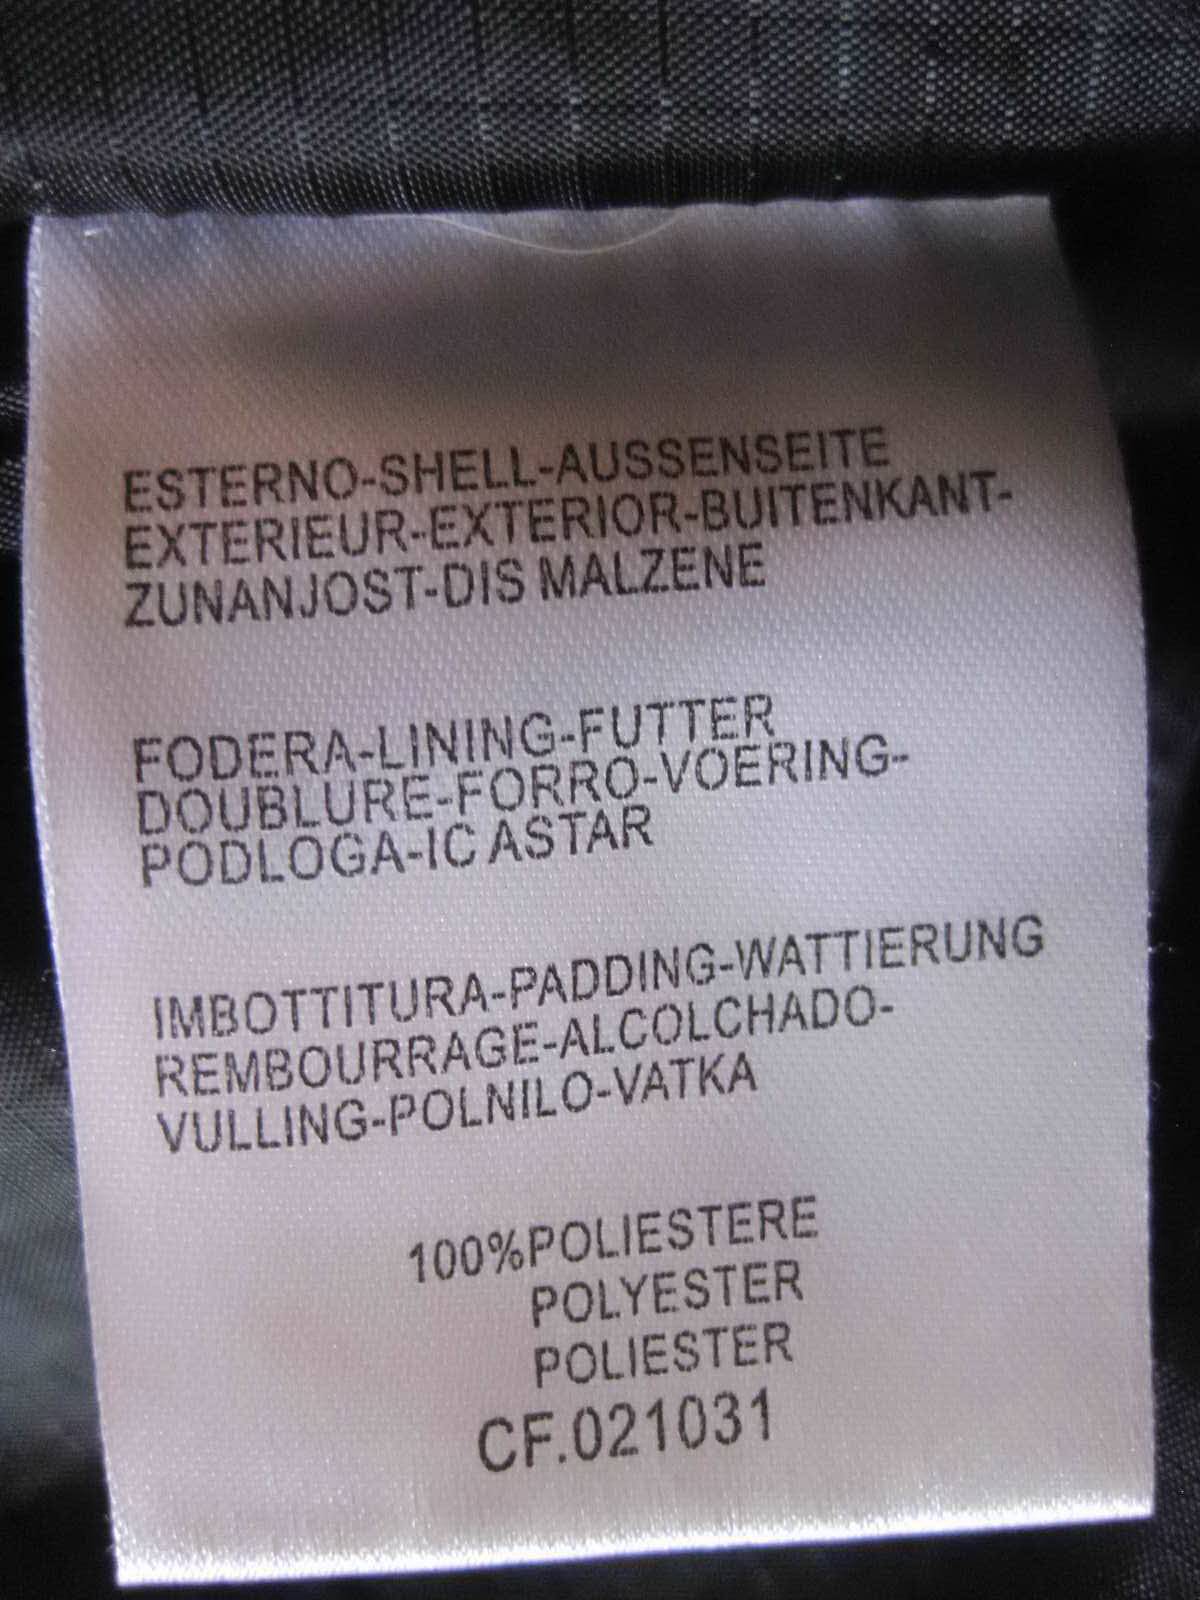 ESTERNO-SHELL-AUSSENSEITE
EXTERIEUR-EXTERIOR-BUITENKANT-
ZUNANJOST-DIS MALZENE
FODERA-LINING-FUTTER
DOUBLURE-FORRO-VOERING-
PODLOGA-IC ASTAR
IMBOTTITURA-PADDING-WATTIERUNG
REMBOURRAGE-ALCOLCHADO-
VULLING-POLNILO-VATKA
100%POLIESTERE
POLYESTER
POLIESTER
CF.021031